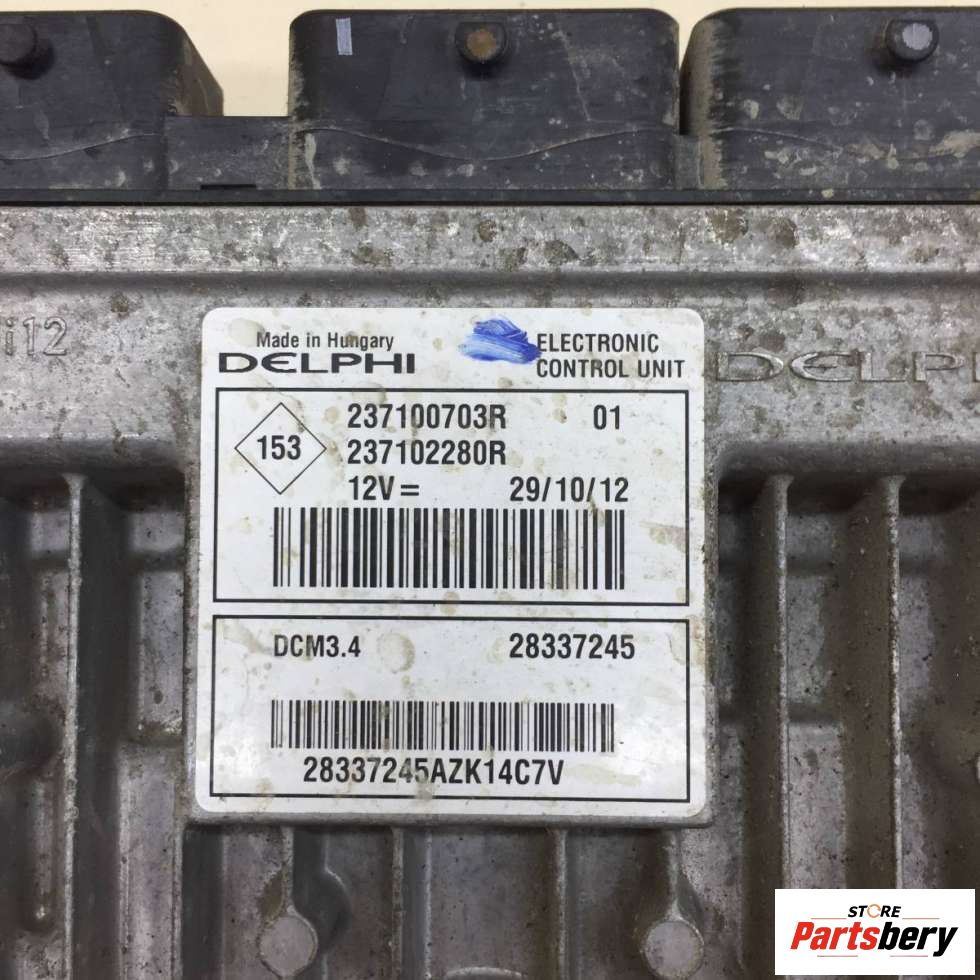 i12
Made in Hungary
DELPHI
ELECTRONIC
CONTROL UNIT
DELPHI
153
237100703R 01
237102280R
12V = 29/10/12
DCM3.4 28337245
28337245AZK14C7V
STORE
Partsbery